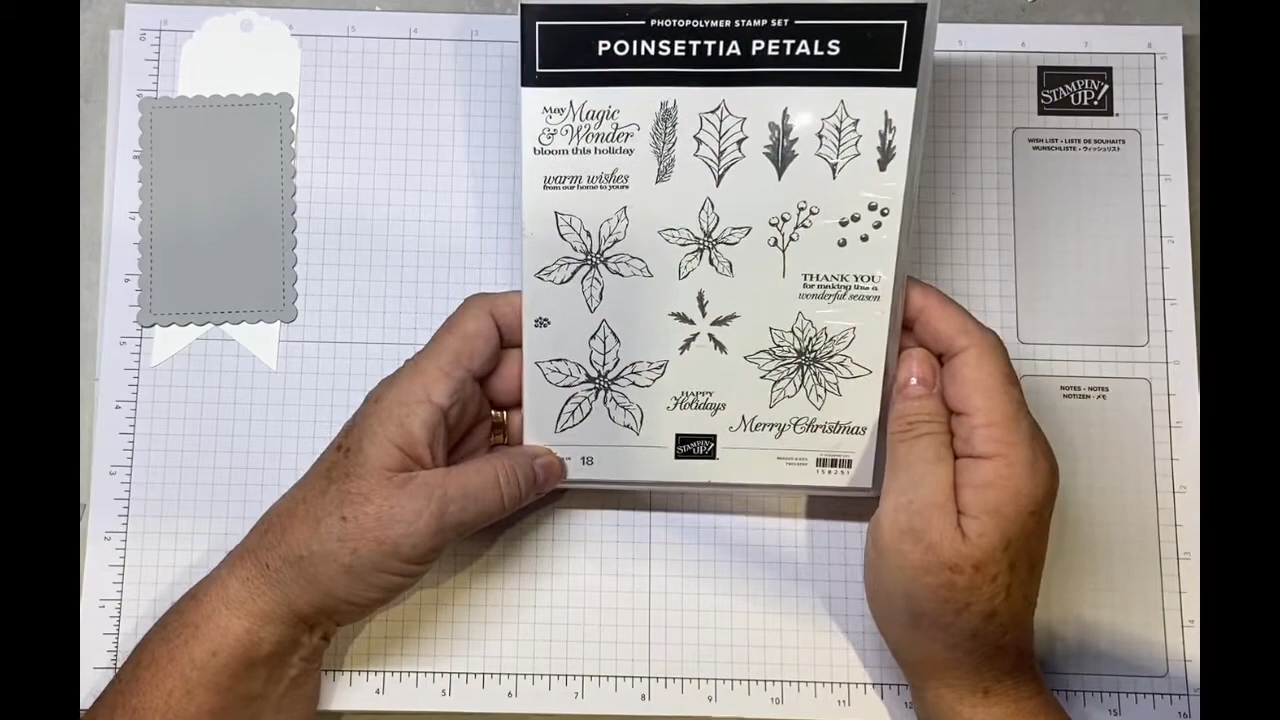 PHOTOPOLYMER STAMP SET
POINSETTIA PETALS
May Magic
& Wonder
bloom this holiday
warm wishes
from our home to yours
THANK YOU
for making this a
wonderful season
HAPPY
Holidays
Merry Christmas
STAMPIN' UP!
18
158251
STAMPIN' UP!
WISH LIST • LISTE DE SOUHAITS
WUNSCHLISTE • ウィッシュリスト
NOTES • NOTES
NOTIZEN • メモ